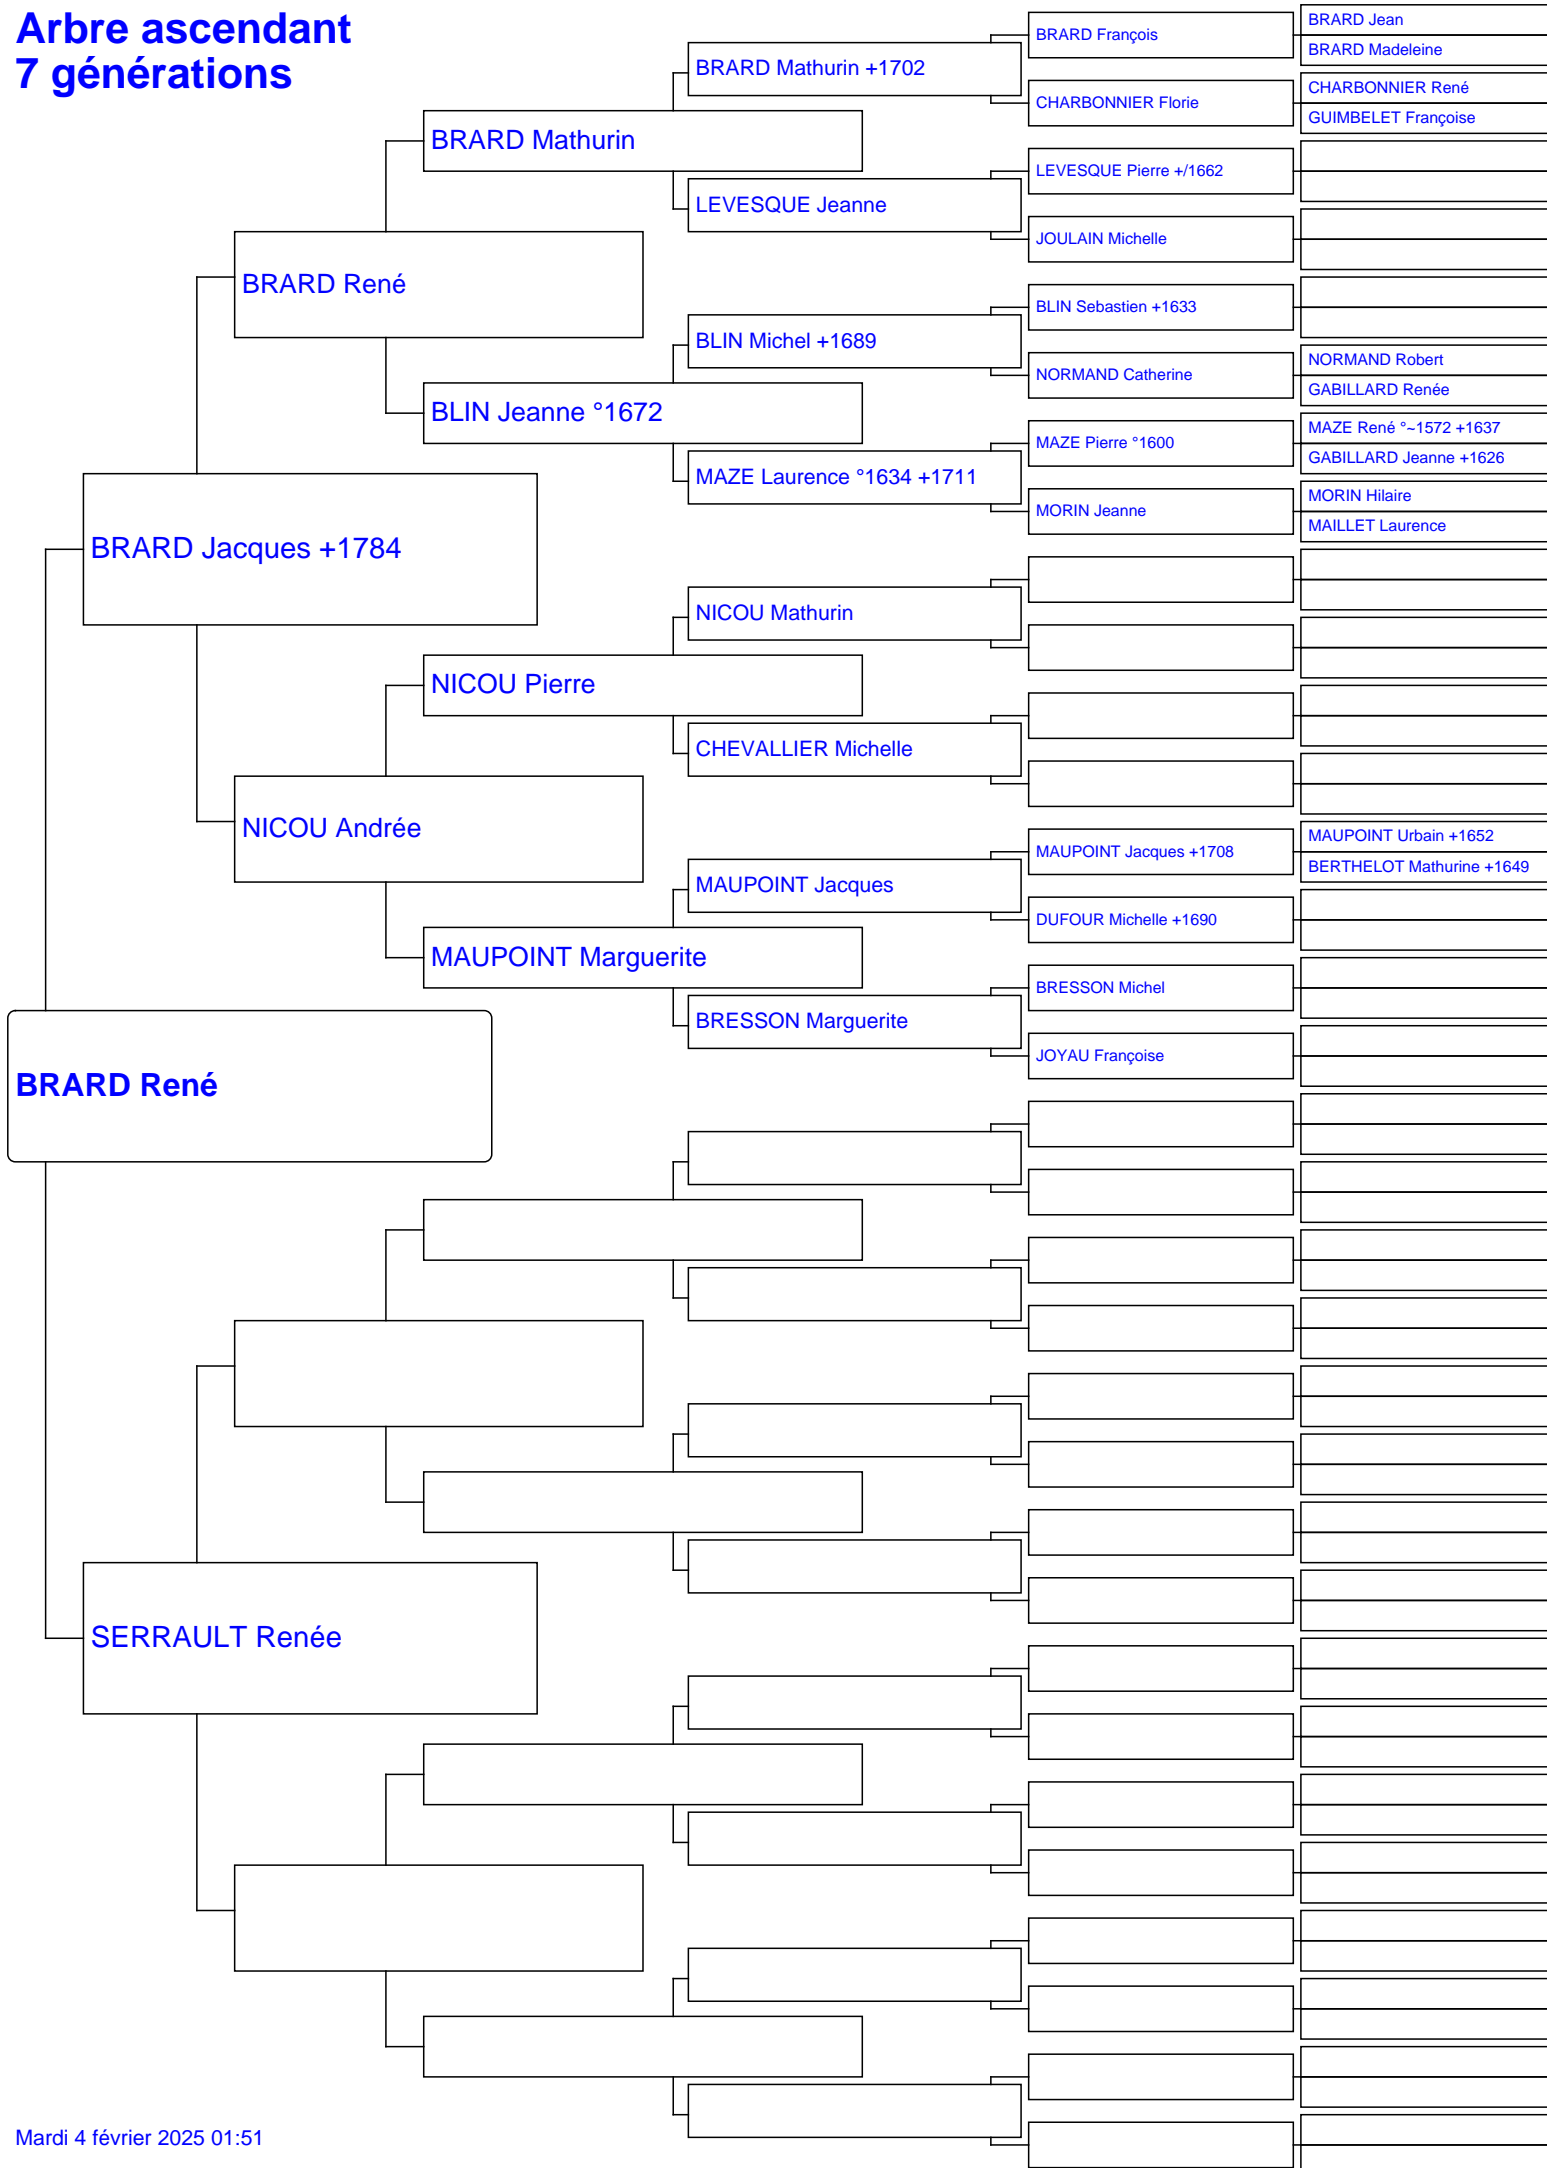 Arbre ascendant
7 générations
BRARD René
BRARD Jacques +1784
SERRAULT Renée
BRARD René
NICOU Andrée
BRARD Mathurin
BLIN Jeanne °1672
NICOU Pierre
MAUPOINT Marguerite
BRARD Mathurin +1702
LEVESQUE Jeanne
BLIN Michel +1689
MAZE Laurence °1634 +1711
NICOU Mathurin
CHEVALLIER Michelle
MAUPOINT Jacques
BRESSON Marguerite
BRARD François
CHARBONNIER Florie
LEVESQUE Pierre +/1662
JOULAIN Michelle
BLIN Sebastien +1633
NORMAND Catherine
MAZE Pierre °1600
MORIN Jeanne
MAUPOINT Jacques +1708
DUFOUR Michelle +1690
BRESSON Michel
JOYAU Françoise
BRARD Jean
BRARD Madeleine
CHARBONNIER René
GUIMBELET Françoise
NORMAND Robert
GABILLARD Renée
MAZE René °~1572 +1637
GABILLARD Jeanne +1626
MORIN Hilaire
MAILLET Laurence
MAUPOINT Urbain +1652
BERTHELOT Mathurine +1649
Mardi 4 février 2025 01:51